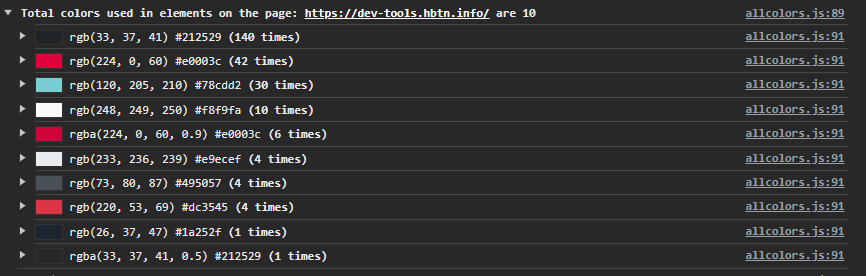 Total colors used in elements on the page: https://dev-tools.hbtn.info/ are 10 allcolors.js:89
rgb(33, 37, 41) #212529 (140 times) allcolors.js:91
rgb(224, 0, 60) #e0003c (42 times) allcolors.js:91
rgb(120, 205, 210) #78cdd2 (30 times) allcolors.js:91
rgb(248, 249, 250) #f8f9fa (10 times) allcolors.js:91
rgba(224, 0, 60, 0.9) #e0003c (6 times) allcolors.js:91
rgb(233, 236, 239) #e9ecef (4 times) allcolors.js:91
rgb(73, 80, 87) #495057 (4 times) allcolors.js:91
rgb(220, 53, 69) #dc3545 (4 times) allcolors.js:91
rgb(26, 37, 47) #1a252f (1 times) allcolors.js:91
rgba(33, 37, 41, 0.5) #212529 (1 times) allcolors.js:91